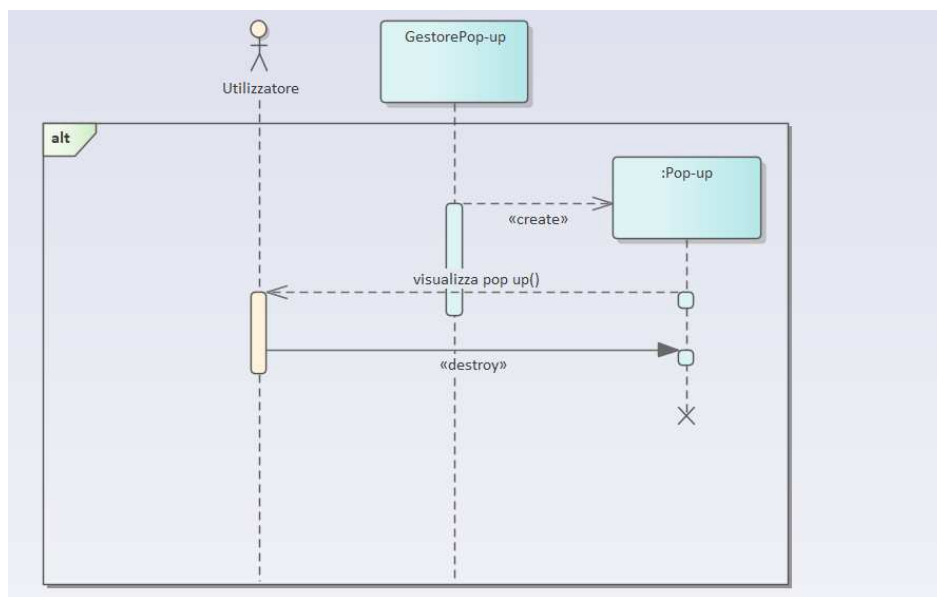 GestorePop-up
Utilizzatore
alt
:Pop-up
«create»
visualizza pop up()
«destroy»